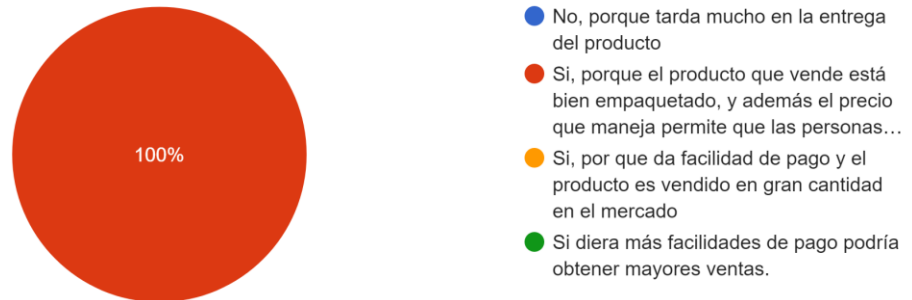 100%
No, porque tarda mucho en la entrega
del producto
Si, porque el producto que vende está
bien empaquetado, y además el precio
que maneja permite que las personas…
Si, por que da facilidad de pago y el
producto es vendido en gran cantidad
en el mercado
Si diera más facilidades de pago podría
obtener mayores ventas.